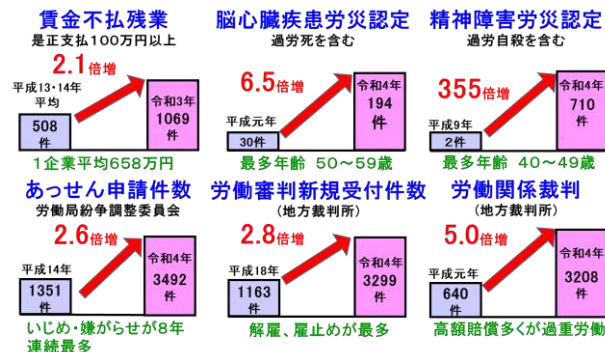 賃金不払残業
是正支払100万円以上
2.1倍増
平成13・14年
平均
508
件
令和3年
1069
件
1企業平均658万円
脳心臓疾患労災認定
過労死を含む
6.5倍増
平成元年
30件
令和4年
194
件
最多年齢 50～59歳
精神障害労災認定
過労自殺を含む
355倍増
平成9年
2件
令和4年
710
件
最多年齢 40～49歳
あっせん申請件数
労働局紛争調整委員会
2.6倍増
平成14年
1351
件
令和4年
3492
件
いじめ・嫌がらせが8年
連続最多
労働審判新規受付件数
(地方裁判所)
2.8倍増
平成18年
1163
件
令和4年
3299
件
解雇、雇止めが最多
労働関係裁判
(地方裁判所)
5.0倍増
平成元年
640
件
令和4年
3208
件
高額賠償多くが過重労働